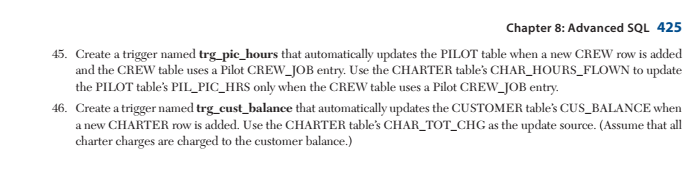 Chapter 8: Advanced SQL 425
45. Create a trigger named trg_pic_hours that automatically updates the PILOT table when a new CREW row is added
and the CREW table uses a Pilot CREW_JOB entry. Use the CHARTER table's CHAR_HOURS_FLOWN to update
the PILOT table's PIL_PIC_HRS only when the CREW table uses a Pilot CREW_JOB entry.
46. Create a trigger named trg_cust_balance that automatically updates the CUSTOMER table's CUS_BALANCE when
a new CHARTER row is added. Use the CHARTER table's CHAR_TOT_CHG as the update source. (Assume that all
charter charges are charged to the customer balance.)